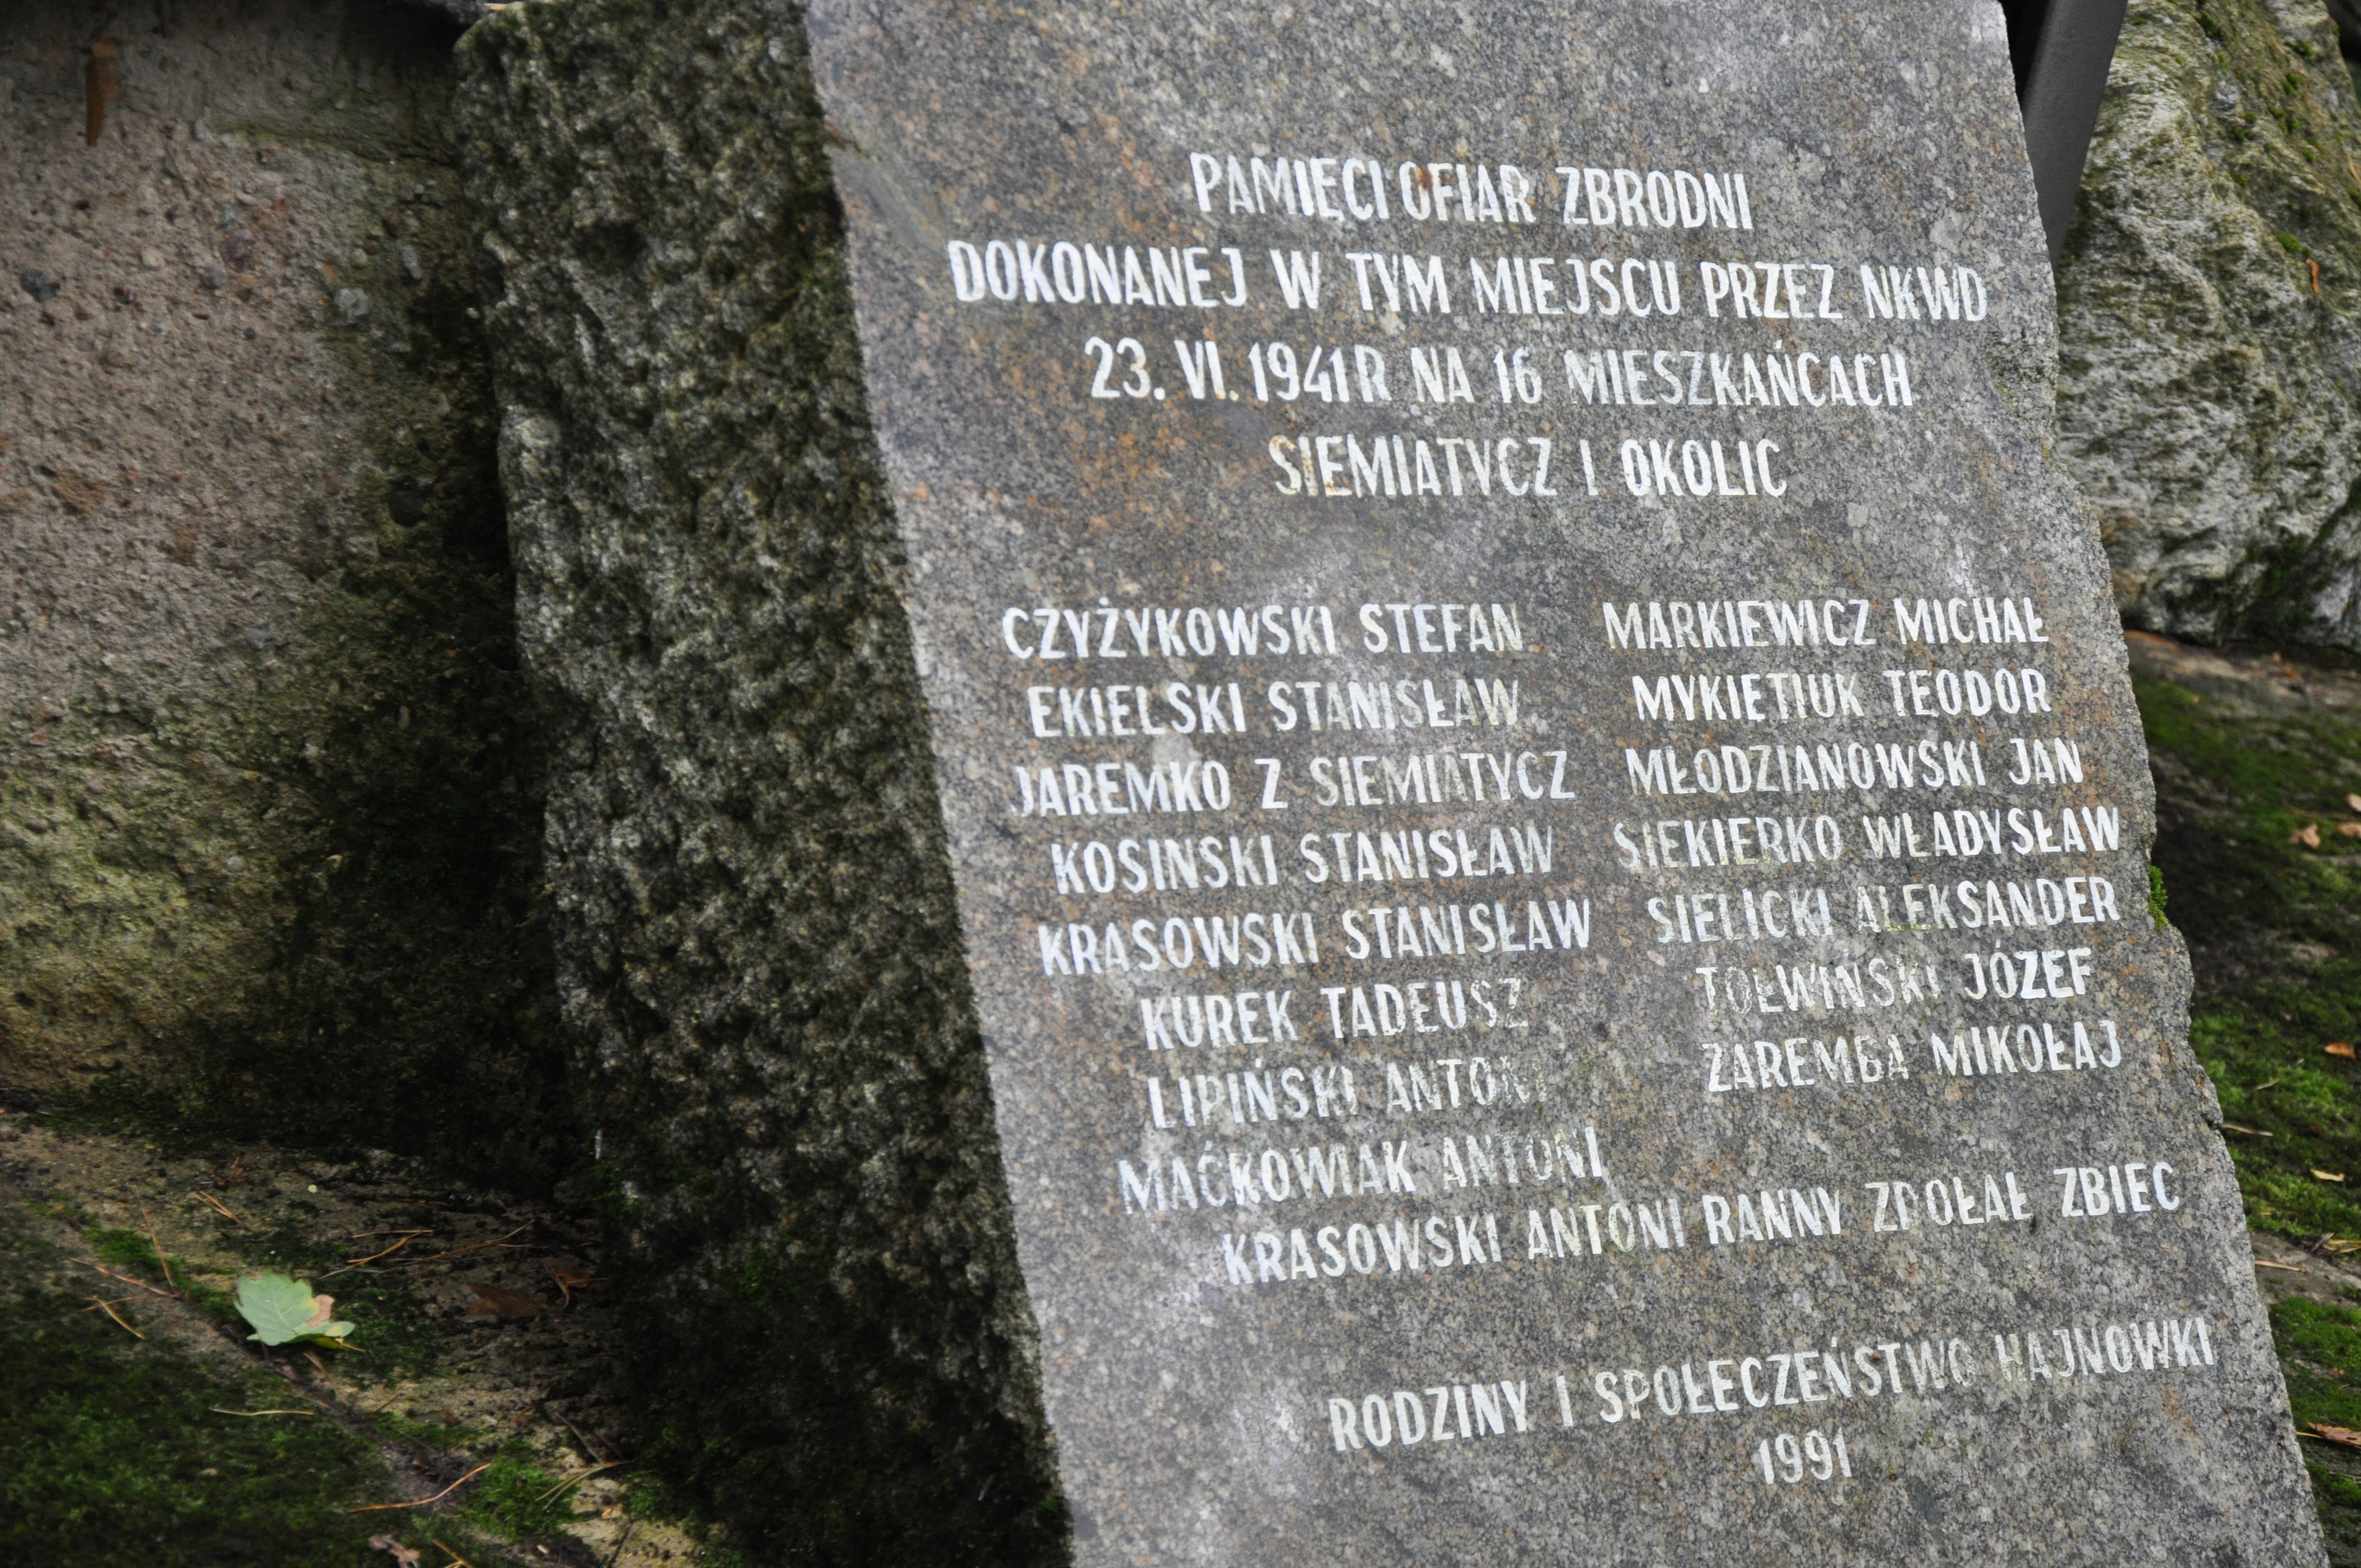 PAMIĘCI OFIAR ZBRODNI
DOKONANEJ W TYM MIEJSCU PRZEZ NKWD
23. VI. 1941R NA 16 MIESZKAŃCACH
SIEMIATYCZ I OKOLIC
CZYŻYKOWSKI STEFAN MARKIEWICZ MICHAŁ
EKIELSKI STANISŁAW MYKIETIUK TEODOR
JAREMKO Z SIEMIATYCZ MŁODZIANOWSKI JAN
KOSINSKI STANISŁAW SIEKIERKO WŁADYSŁAW
KRASOWSKI STANISŁAW SIELICKI ALEKSANDER
KUREK TADEUSZ TOŁWIŃSKI JÓZEF
LIPIŃSKI ANTONI ZAREMBA MIKOŁAJ
MAĆKOWIAK ANTONI
KRASOWSKI ANTONI RANNY ZDOŁAŁ ZBIEC
RODZINY I SPOŁECZEŃSTWO HAJNOWKI
1991